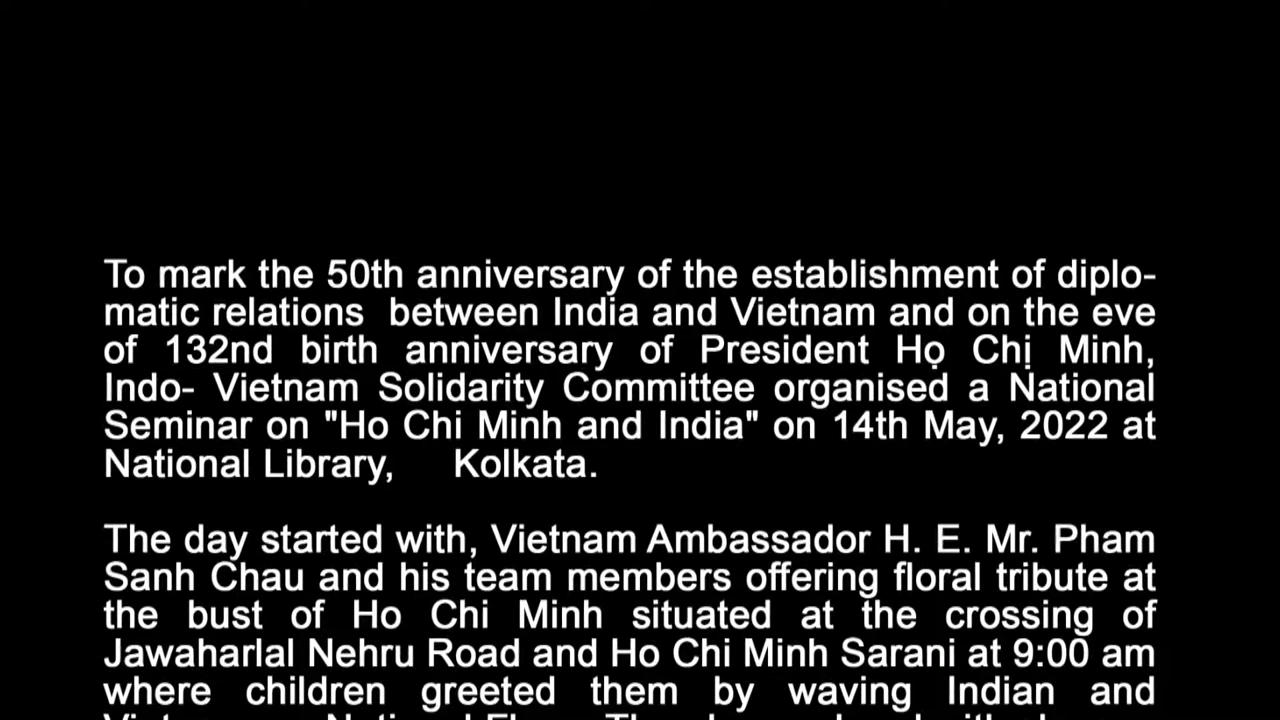 To mark the 50th anniversary of the establishment of diplo-
matic relations between India and Vietnam and on the eve
of 132nd birth anniversary of President Họ Chị Minh,
Indo- Vietnam Solidarity Committee organised a National
Seminar on "Ho Chi Minh and India" on 14th May, 2022 at
National Library, Kolkata.
The day started with, Vietnam Ambassador H. E. Mr. Pham
Sanh Chau and his team members offering floral tribute at
the bust of Ho Chi Minh situated at the crossing of
Jawaharlal Nehru Road and Ho Chi Minh Sarani at 9:00 am
where children greeted them by waving Indian and